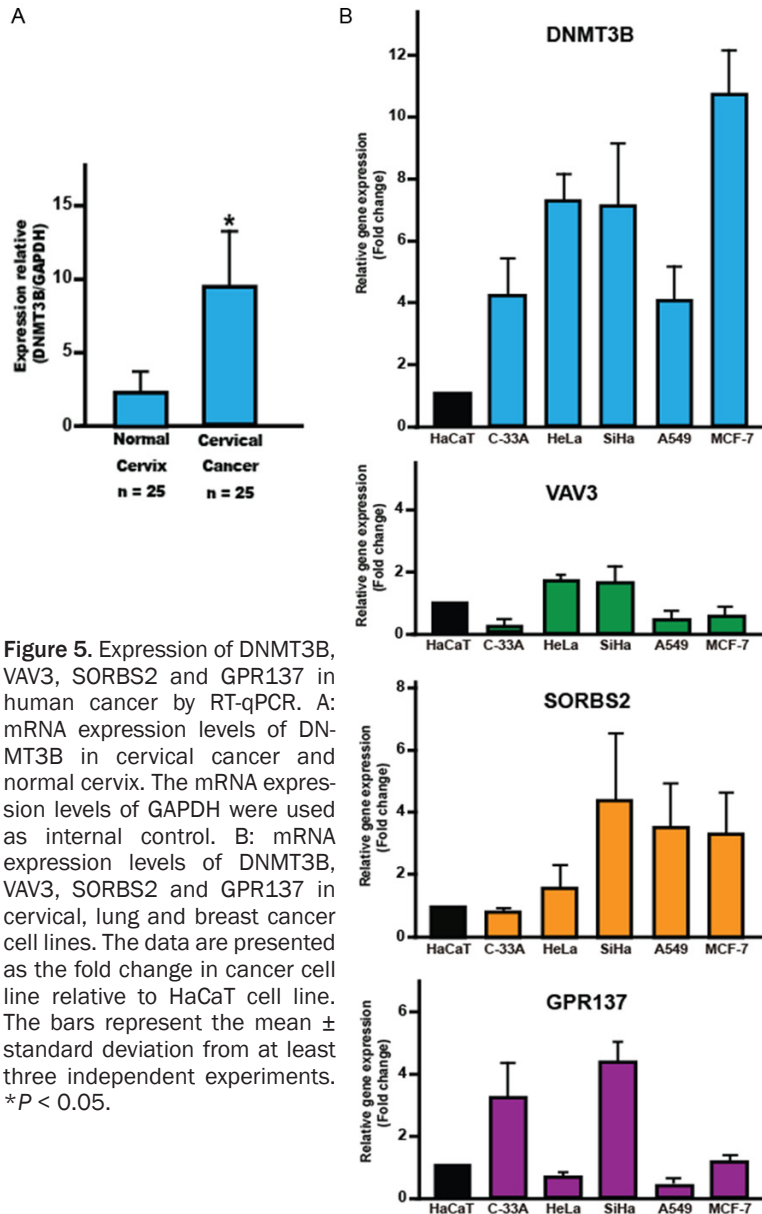 A
Expression relative
(DNMT3B/GAPDH)
15
10
5
0
*
Normal
Cervix
n = 25
Cervical
Cancer
n = 25
Figure 5. Expression of DNMT3B,
VAV3, SORBS2 and GPR137 in
human cancer by RT-qPCR. A:
mRNA expression levels of DN-
MT3B in cervical cancer and
normal cervix. The mRNA expres-
sion levels of GAPDH were used
as internal control. B: mRNA
expression levels of DNMT3B,
VAV3, SORBS2 and GPR137 in
cervical, lung and breast cancer
cell lines. The data are presented
as the fold change in cancer cell
line relative to HaCaT cell line.
The bars represent the mean ±
standard deviation from at least
three independent experiments.
*P < 0.05.
B
DNMT3B
Relative gene expression
(Fold change)
12
10
8
6
4
2
0
HaCaT C-33A HeLa SiHa A549 MCF-7
VAV3
Relative gene expression
(Fold change)
4
2
0
HaCaT C-33A HeLa SiHa A549 MCF-7
SORBS2
Relative gene expression
(Fold change)
8
6
4
2
0
HaCaT C-33A HeLa SiHa A549 MCF-7
GPR137
Relative gene expression
(Fold change)
6
4
2
0
HaCaT C-33A HeLa SiHa A549 MCF-7